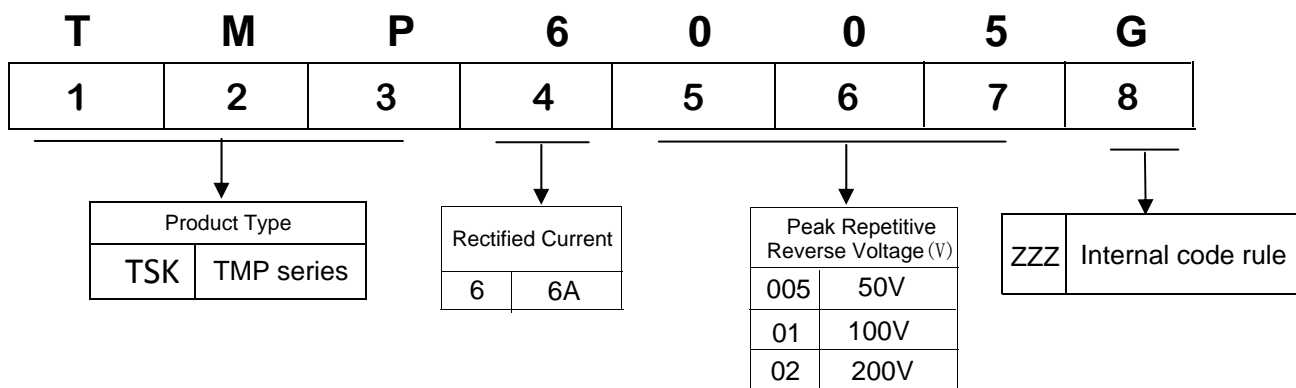 T M P 6 0 0 5 G
1 2 3 4 5 6 7 8
Product Type
TSK TMP series
Rectified Current
6 6A
Peak Repetitive
Reverse Voltage(V)
005 50V
01 100V
02 200V
ZZZ Internal code rule